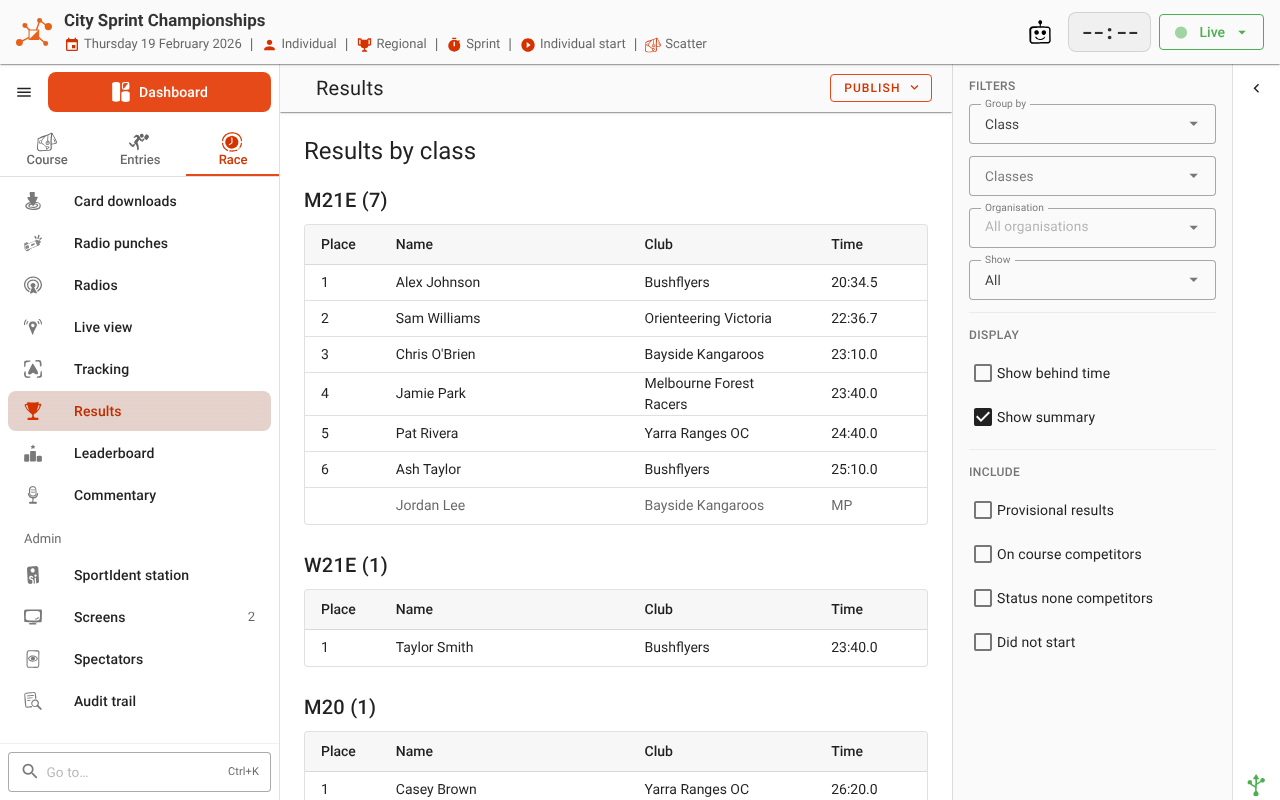 City Sprint Championships
Thursday 19 February 2026 | Individual | Regional | Sprint | Individual start | Scatter
--:--
Live
Dashboard
Course
Entries
Race
Card downloads
Radio punches
Radios
Live view
Tracking
Results
Leaderboard
Commentary
Admin
SportIdent station
Screens 2
Spectators
Audit trail
Go to… Ctrl+K
Results
PUBLISH
Results by class
M21E (7)
Place Name Club Time
1 Alex Johnson Bushflyers 20:34.5
2 Sam Williams Orienteering Victoria 22:36.7
3 Chris O'Brien Bayside Kangaroos 23:10.0
4 Jamie Park Melbourne Forest Racers 23:40.0
5 Pat Rivera Yarra Ranges OC 24:40.0
6 Ash Taylor Bushflyers 25:10.0
Jordan Lee Bayside Kangaroos MP
W21E (1)
Place Name Club Time
1 Taylor Smith Bushflyers 23:40.0
M20 (1)
Place Name Club Time
1 Casey Brown Yarra Ranges OC 26:20.0
FILTERS
Group by
Class
Classes
Organisation
All organisations
Show
All
DISPLAY
Show behind time
Show summary
INCLUDE
Provisional results
On course competitors
Status none competitors
Did not start